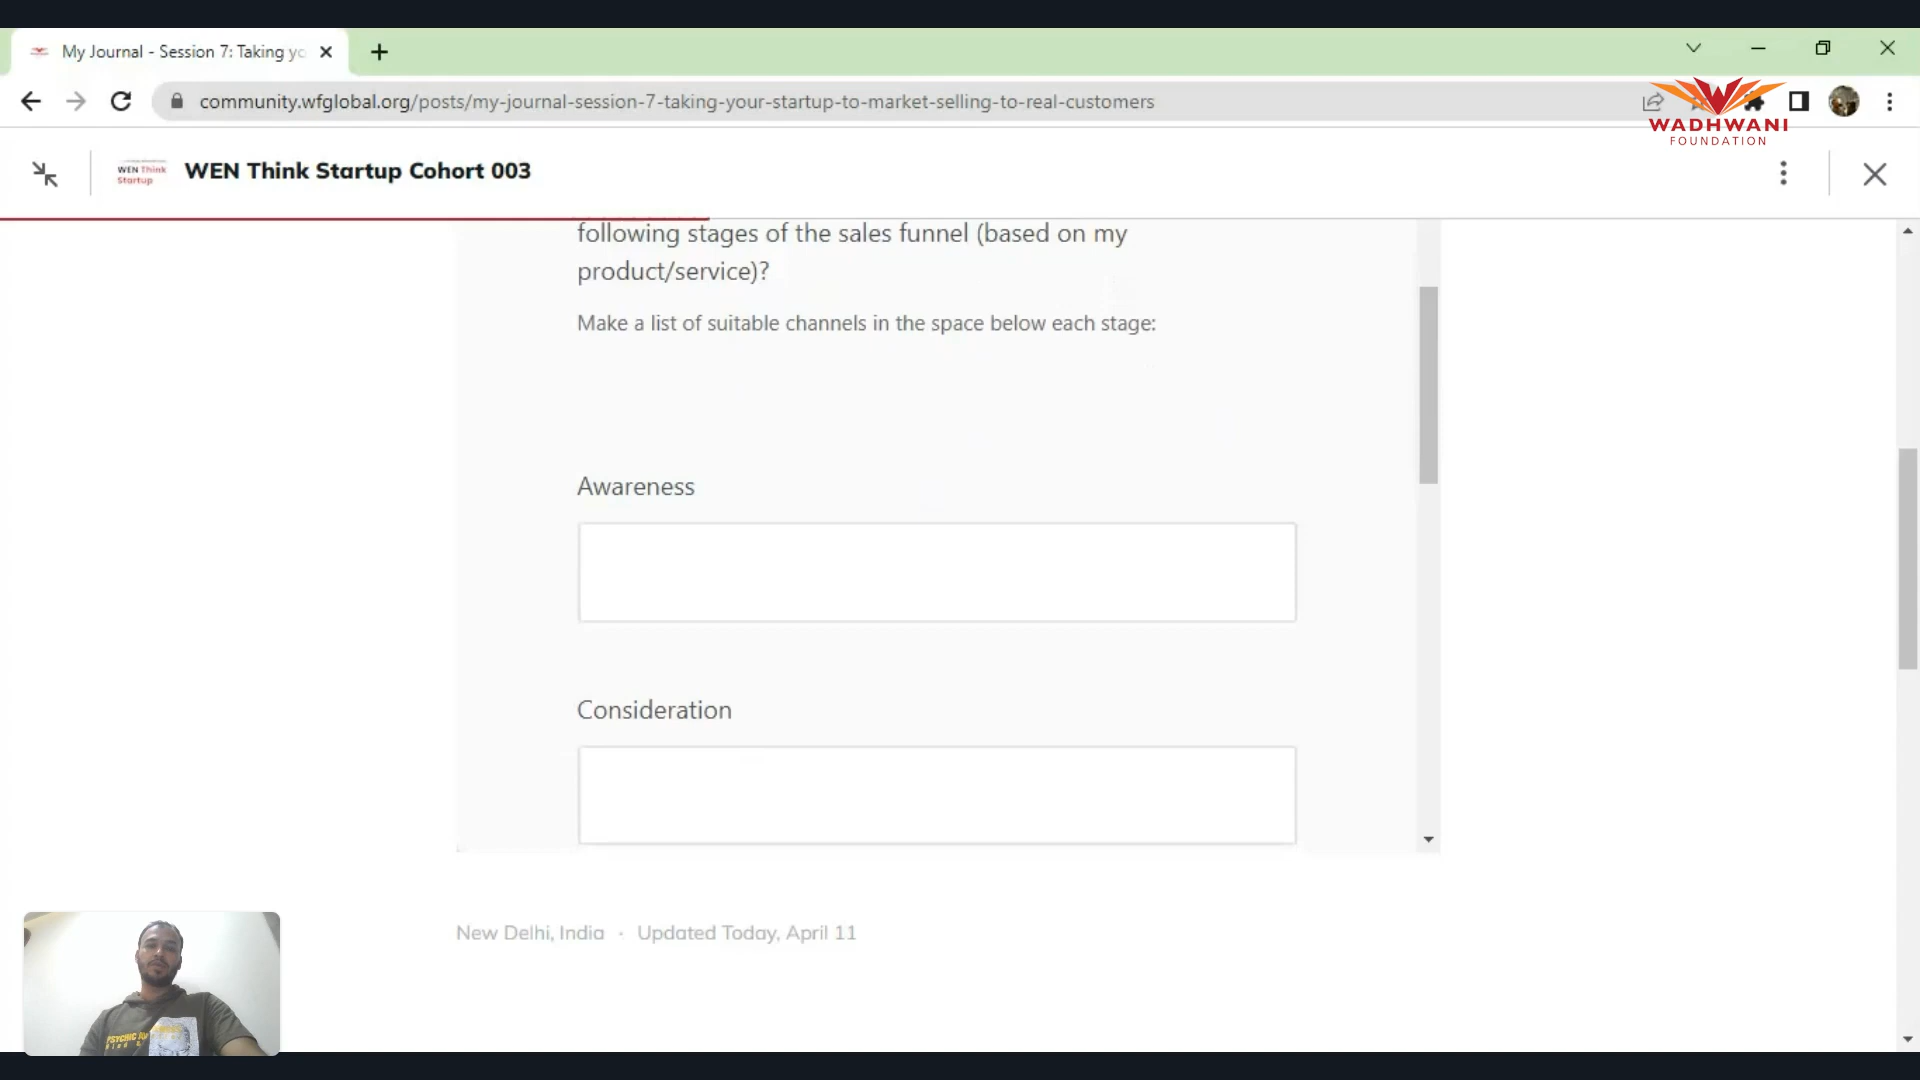 My Journal - Session 7: Taking yo
community.wfglobal.org/posts/my-journal-session-7-taking-your-startup-to-market-selling-to-real-customers
WADHWANI
FOUNDATION
WEN Think
Startup
WEN Think Startup Cohort 003
following stages of the sales funnel (based on my
product/service)?
Make a list of suitable channels in the space below each stage:
Awareness
Consideration
New Delhi, India · Updated Today, April 11